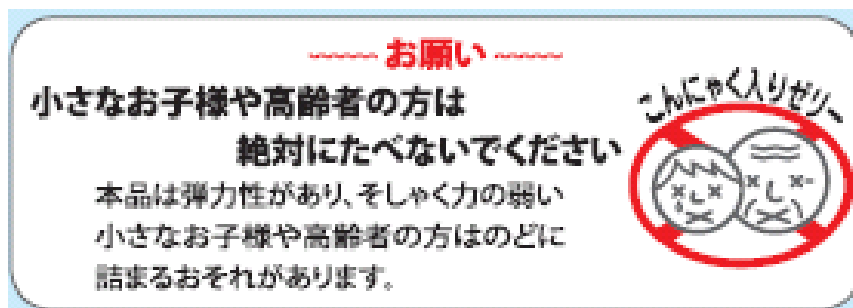 ~~~~~~ お願い ~~~~~~
小さなお子様や高齢者の方は
絶対にたべないでください
本品は弾力性があり、そしゃく力の弱い
小さなお子様や高齢者の方はのどに
詰まるおそれがあります。
こんにゃく入りゼリー